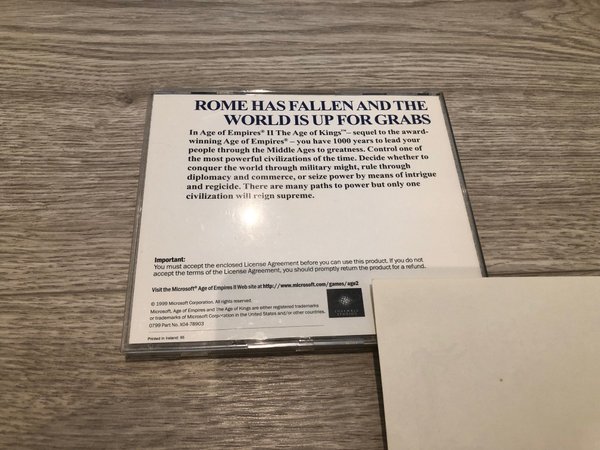 ROME HAS FALLEN AND THE
WORLD IS UP FOR GRABS
In Age of Empires® II The Age of Kings™– sequel to the award-
winning Age of Empires® – you have 1000 years to lead your
people through the Middle Ages to greatness. Control one of
the most powerful civilizations of the time. Decide whether to
conquer the world through military might, rule through
diplomacy and commerce, or seize power by means of intrigue
and regicide. There are many paths to power but only one
civilization will reign supreme.
Important:
You must accept the enclosed License Agreement before you can use this product. If you do not
accept the terms of the License Agreement, you should promptly return the product for a refund.
Visit the Microsoft® Age of Empires II Web site at http://www.microsoft.com/games/age2
© 1999 Microsoft Corporation. All rights reserved.
Microsoft, Age of Empires and The Age of Kings are either registered trademarks
or trademarks of Microsoft Corporation in the United States and/or other countries.
0799 Part No. X04-78903
ENSEMBLE
STUDIOS
Printed in Ireland